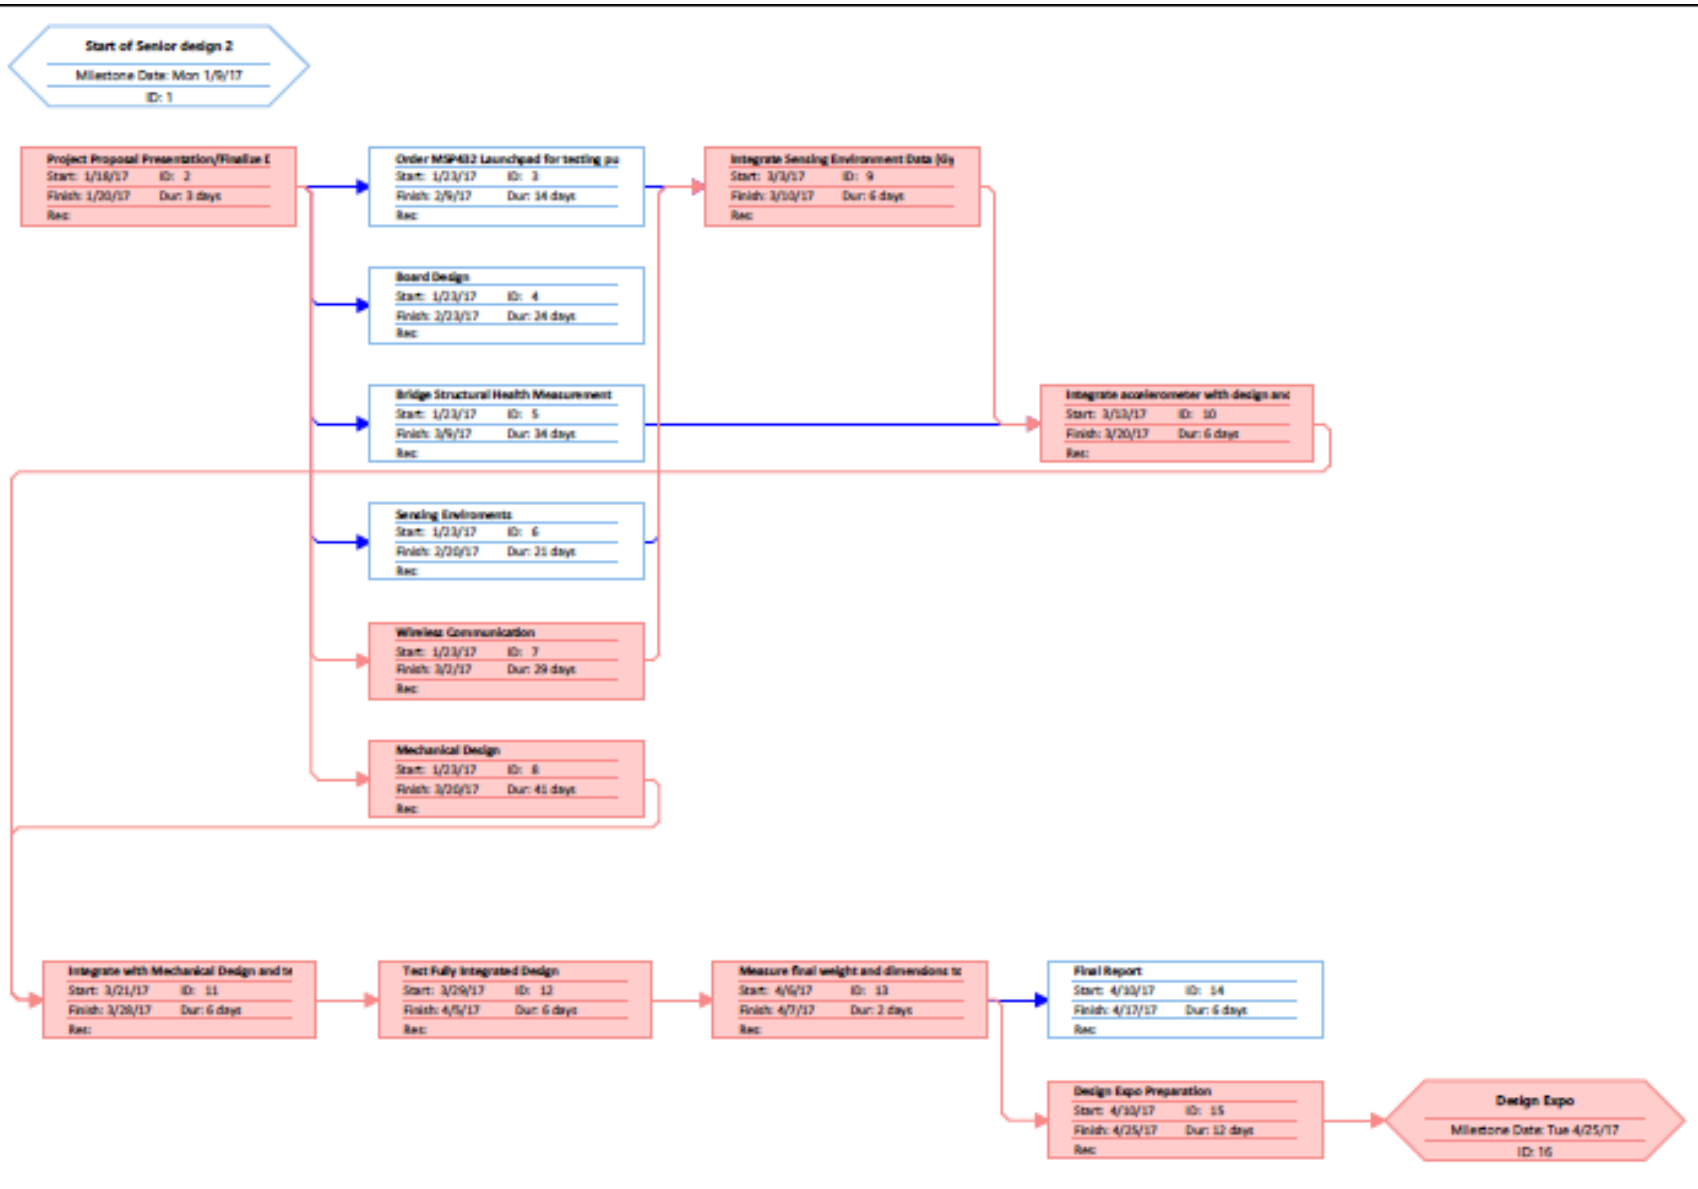 Start of Senior design 2
Milestone Date: Mon 1/9/17
ID: 1
Project Proposal Presentation/Finalize D
Start: 1/18/17 ID: 2
Finish: 1/20/17 Dur: 3 days
Res:
Order MSP432 Launchpad for testing pu
Start: 1/23/17 ID: 3
Finish: 2/9/17 Dur: 14 days
Res:
Integrate Sensing Environment Data (Gy
Start: 3/3/17 ID: 9
Finish: 3/10/17 Dur: 6 days
Res:
Board Design
Start: 1/23/17 ID: 4
Finish: 2/23/17 Dur: 24 days
Res:
Bridge Structural Health Measurement
Start: 1/23/17 ID: 5
Finish: 3/9/17 Dur: 34 days
Res:
Integrate accelerometer with design and
Start: 3/13/17 ID: 10
Finish: 3/20/17 Dur: 6 days
Res:
Sensing Enviroments
Start: 1/23/17 ID: 6
Finish: 2/20/17 Dur: 21 days
Res:
Wireless Communication
Start: 1/23/17 ID: 7
Finish: 3/2/17 Dur: 29 days
Res:
Mechanical Design
Start: 1/23/17 ID: 8
Finish: 3/20/17 Dur: 41 days
Res:
Integrate with Mechanical Design and te
Start: 3/21/17 ID: 11
Finish: 3/28/17 Dur: 6 days
Res:
Test Fully Integrated Design
Start: 3/29/17 ID: 12
Finish: 4/5/17 Dur: 6 days
Res:
Measure final weight and dimensions to
Start: 4/6/17 ID: 13
Finish: 4/7/17 Dur: 2 days
Res:
Final Report
Start: 4/10/17 ID: 14
Finish: 4/17/17 Dur: 6 days
Res:
Design Expo Preparation
Start: 4/10/17 ID: 15
Finish: 4/25/17 Dur: 12 days
Res:
Design Expo
Milestone Date: Tue 4/25/17
ID: 16